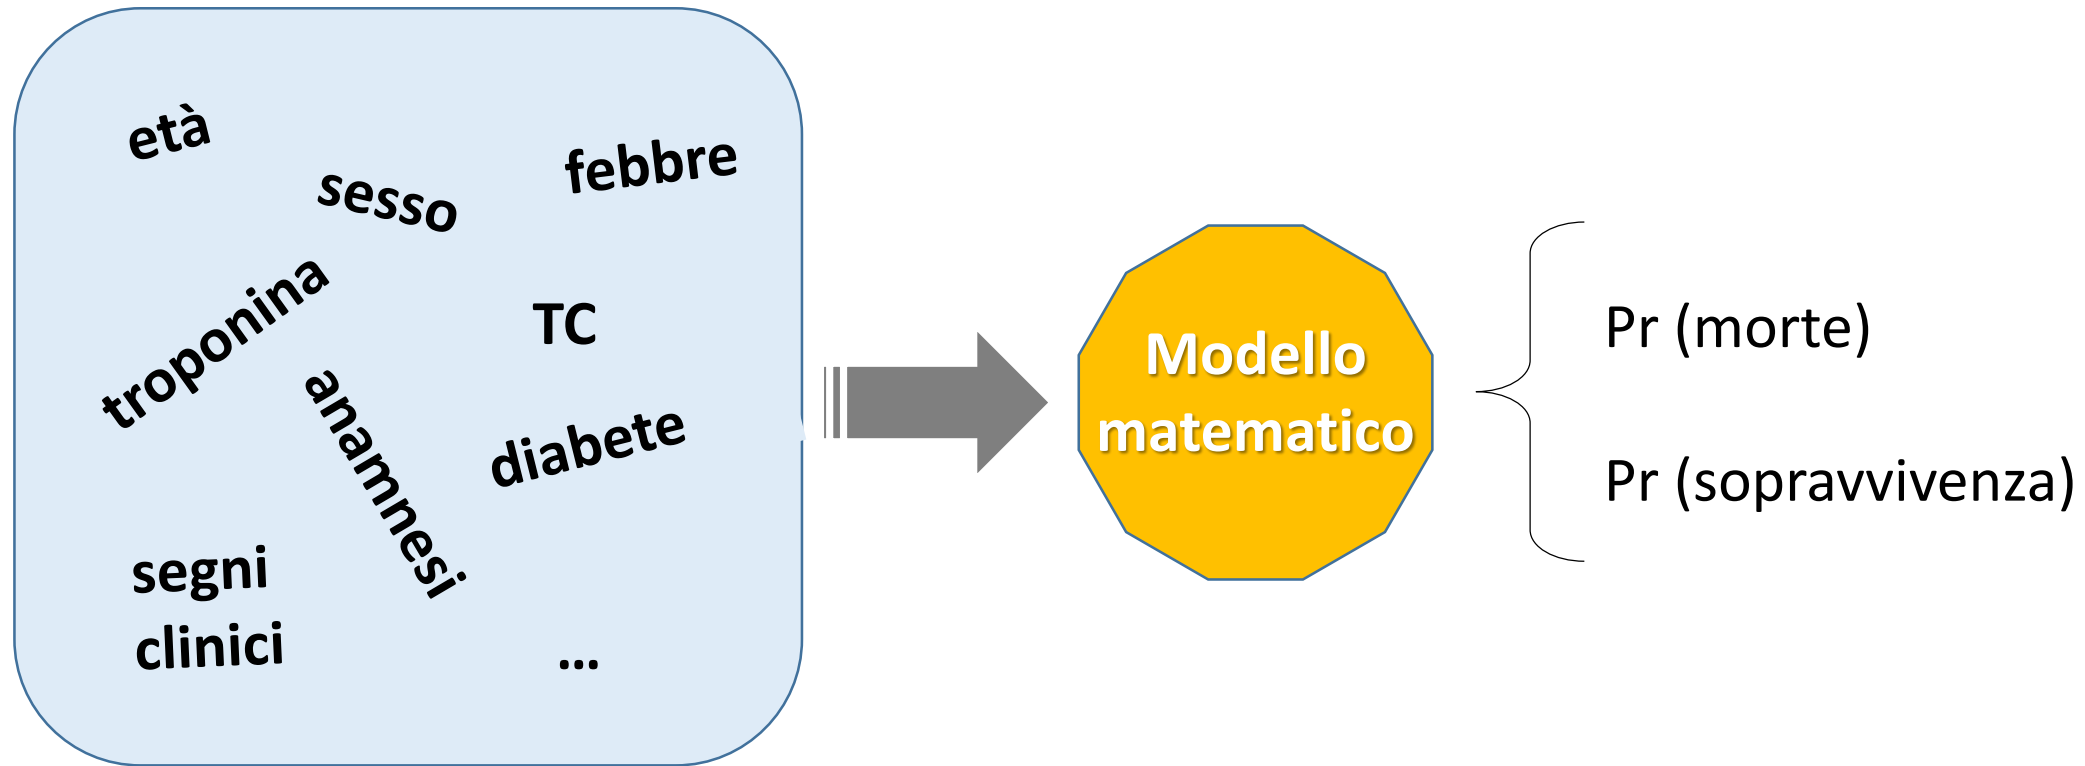 età
sesso
febbre
troponina
TC
anamnesi
diabete
segni
clinici
...
Modello
matematico
Pr (morte)
Pr (sopravvivenza)